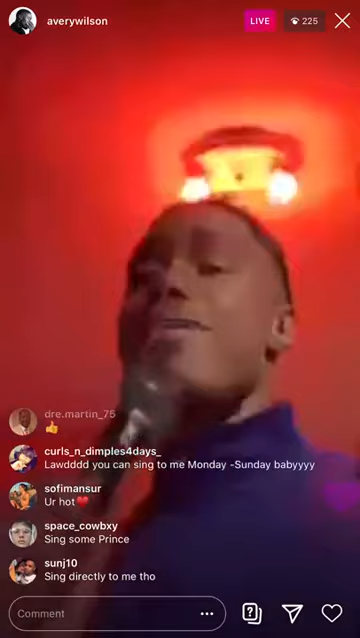 averywilson
LIVE
225
dre.martin_75
👍
curls_n_dimples4days_
Lawdddd you can sing to me Monday -Sunday babyyyy
sofimansur
Ur hot❤️
space_cowbxy
Sing some Prince
sunj10
Sing directly to me tho
Comment